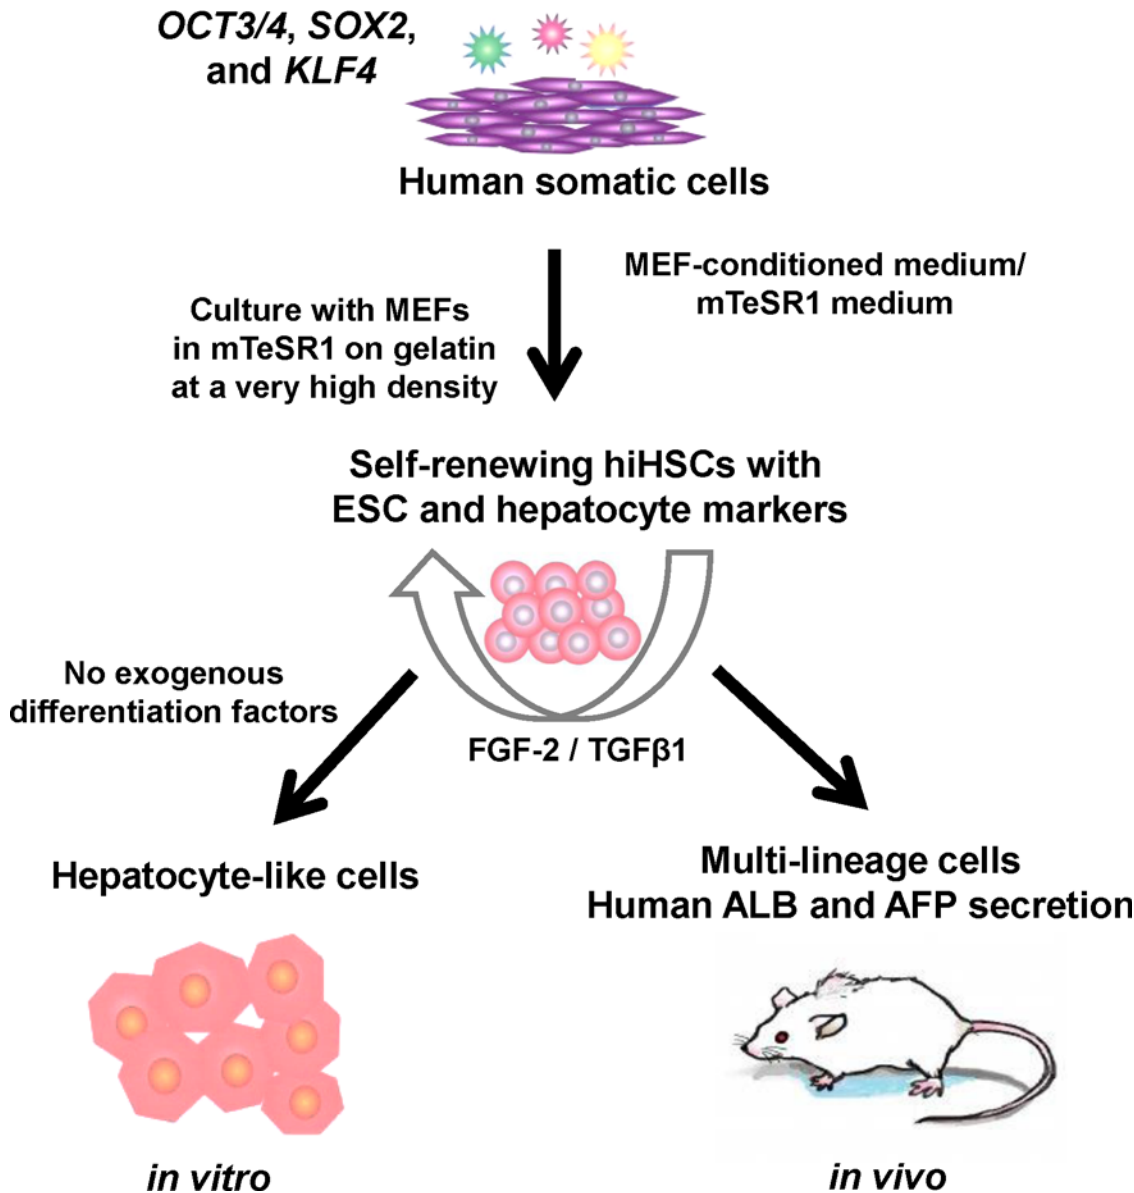 OCT3/4, SOX2,
and KLF4
Human somatic cells
MEF-conditioned medium/
mTeSR1 medium
Culture with MEFs
in mTeSR1 on gelatin
at a very high density
Self-renewing hiHSCs with
ESC and hepatocyte markers
No exogenous
differentiation factors
FGF-2 / TGFβ1
Hepatocyte-like cells
Multi-lineage cells
Human ALB and AFP secretion
in vitro
in vivo